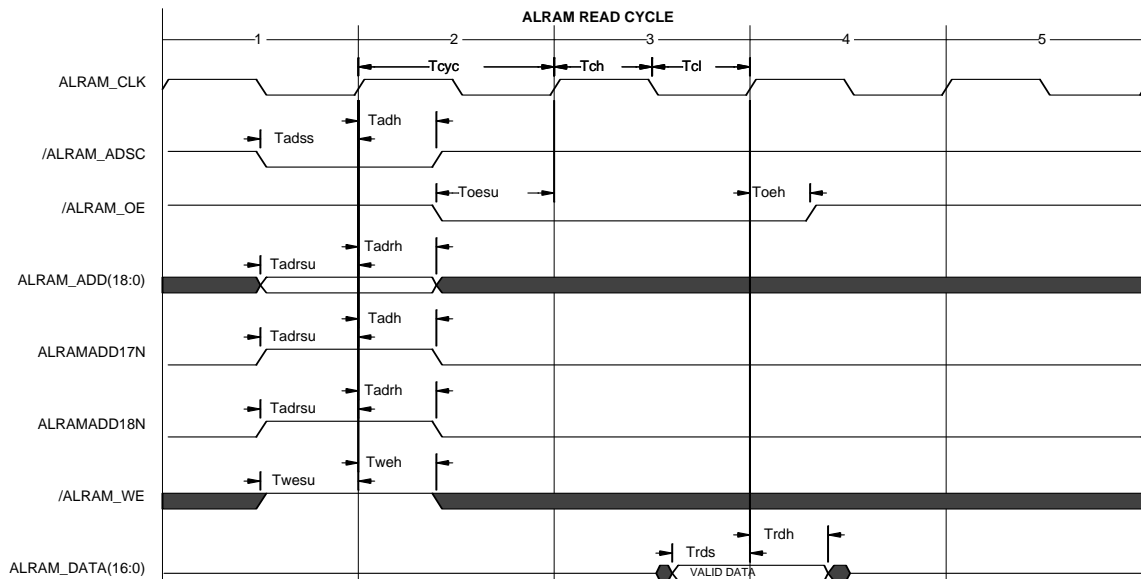 ALRAM READ CYCLE
1 2 3 4 5
Tcyc Tch Tcl
ALRAM_CLK
Tadh
Tadss
/ALRAM_ADSC
Toesu Toeh
/ALRAM_OE
Tadrh
Tadrsu
ALRAM_ADD(18:0)
Tadh
Tadrsu
ALRAMADD17N
Tadrh
Tadrsu
ALRAMADD18N
Tweh
Twesu
/ALRAM_WE
Trdh
Trds
ALRAM_DATA(16:0)
VALID DATA